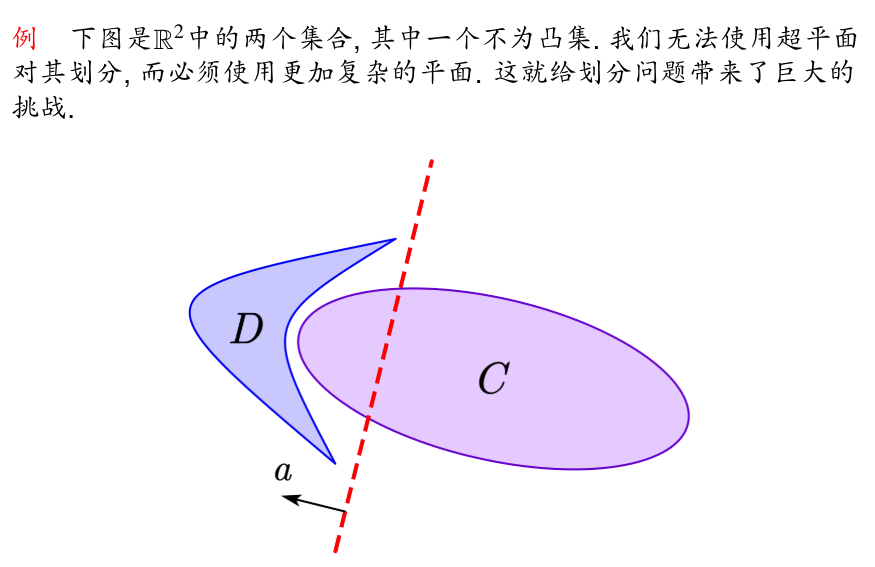 例 下图是ℝ²中的两个集合, 其中一个不为凸集. 我们无法使用超平面
对其划分, 而必须使用更加复杂的平面. 这就给划分问题带来了巨大的
挑战.
D
C
a